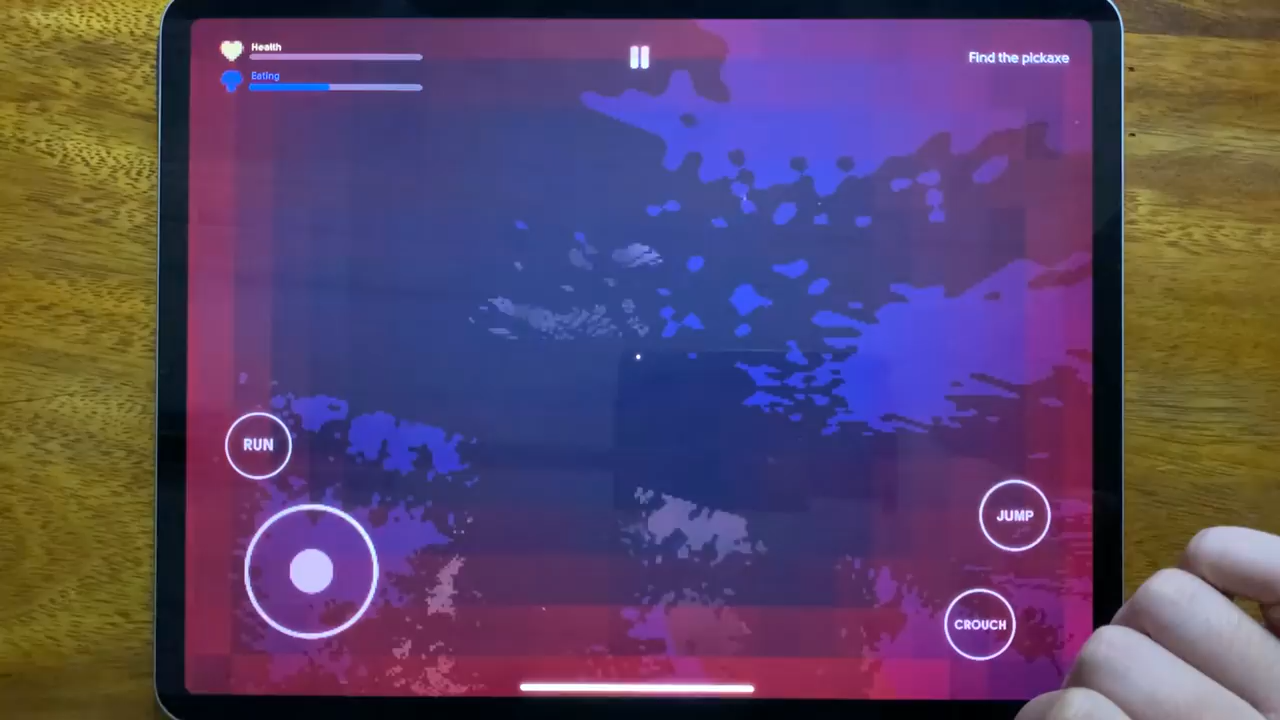 Health
Eating
Find the pickaxe
RUN
JUMP
CROUCH